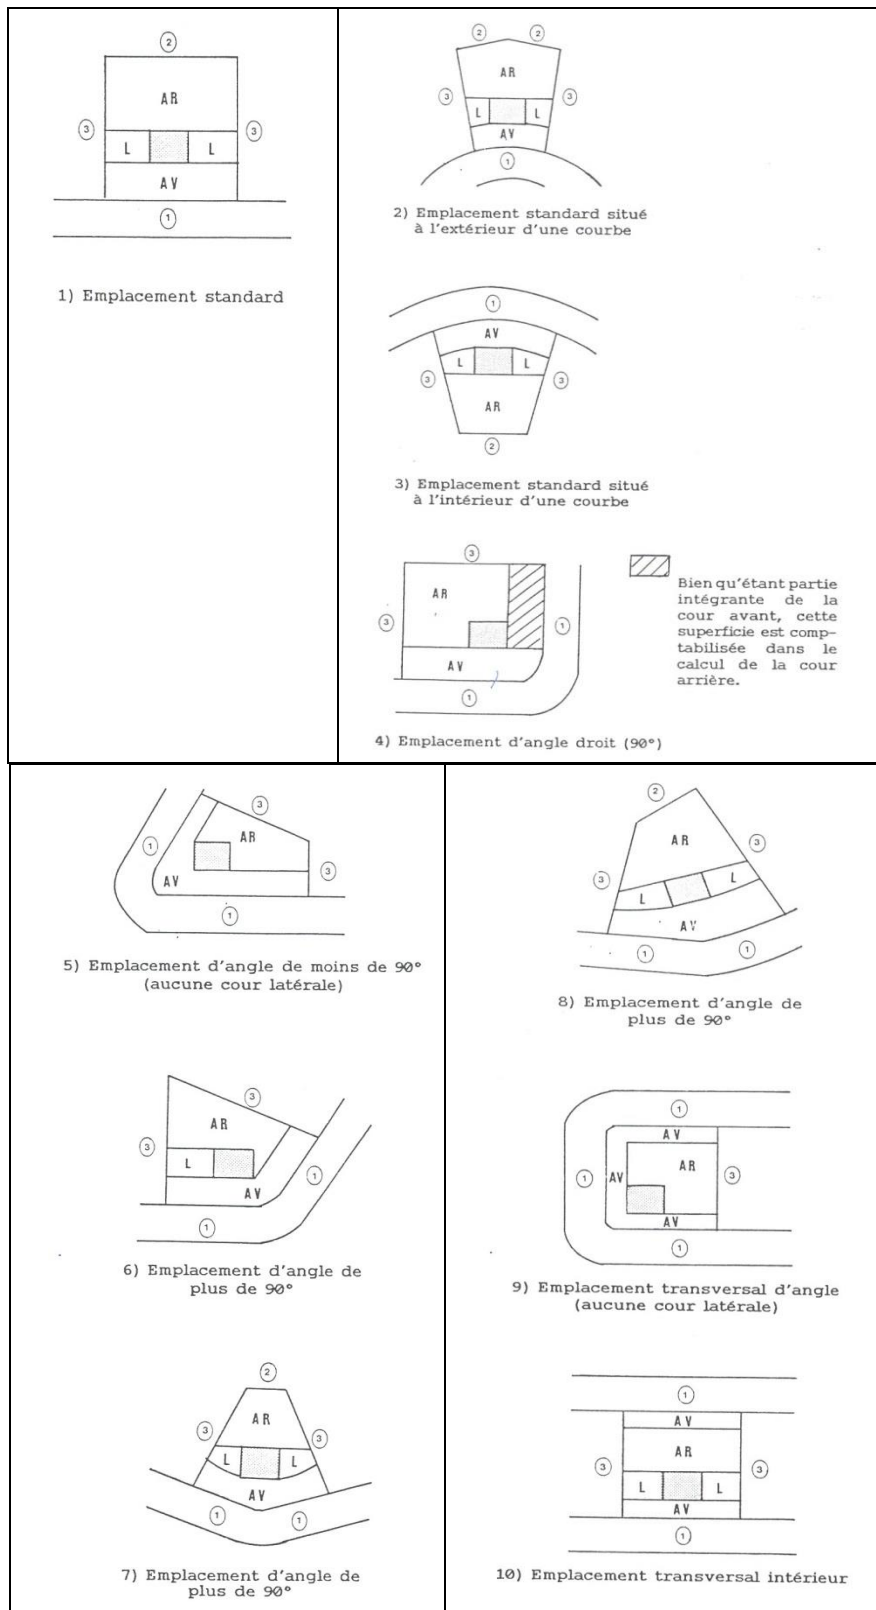 2
AR
3
3
L
L
AV
1
1) Emplacement standard
2
2
AR
3
3
L
L
AV
1
2) Emplacement standard situé
à l'extérieur d'une courbe
1
AV
L
L
3
3
AR
2
3) Emplacement standard situé
à l'intérieur d'une courbe
3
AR
3
1
AV
1
4) Emplacement d'angle droit (90°)
Bien qu'étant partie
intégrante de la
cour avant, cette
superficie est comp-
tabilisée dans le
calcul de la cour
arrière.
3
1
AR
3
AV
1
5) Emplacement d'angle de moins de 90°
(aucune cour latérale)
3
AR
3
L
1
AV
1
6) Emplacement d'angle de
plus de 90°
2
AR
3
3
L
L
AV
1
1
7) Emplacement d'angle de
plus de 90°
2
AR
3
3
L
L
AV
1
1
8) Emplacement d'angle de
plus de 90°
1
AV
AR
1
AV
3
AV
1
9) Emplacement transversal d'angle
(aucune cour latérale)
1
AV
AR
3
3
L
L
AV
1
10) Emplacement transversal intérieur